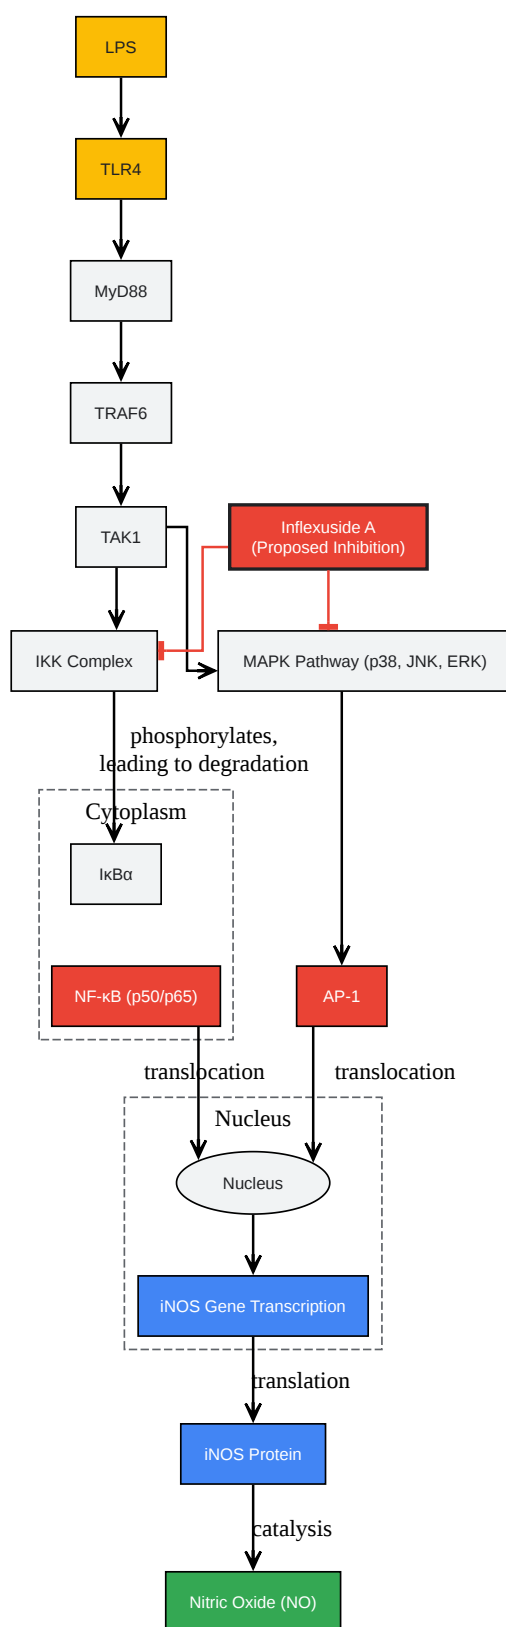 LPS
TLR4
MyD88
TRAF6
TAK1
Inflexuside A
(Proposed Inhibition)
IKK Complex
MAPK Pathway (p38, JNK, ERK)
phosphorylates,
leading to degradation
Cytoplasm
IκBα
NF-κB (p50/p65)
AP-1
translocation
translocation
Nucleus
Nucleus
iNOS Gene Transcription
translation
iNOS Protein
catalysis
Nitric Oxide (NO)